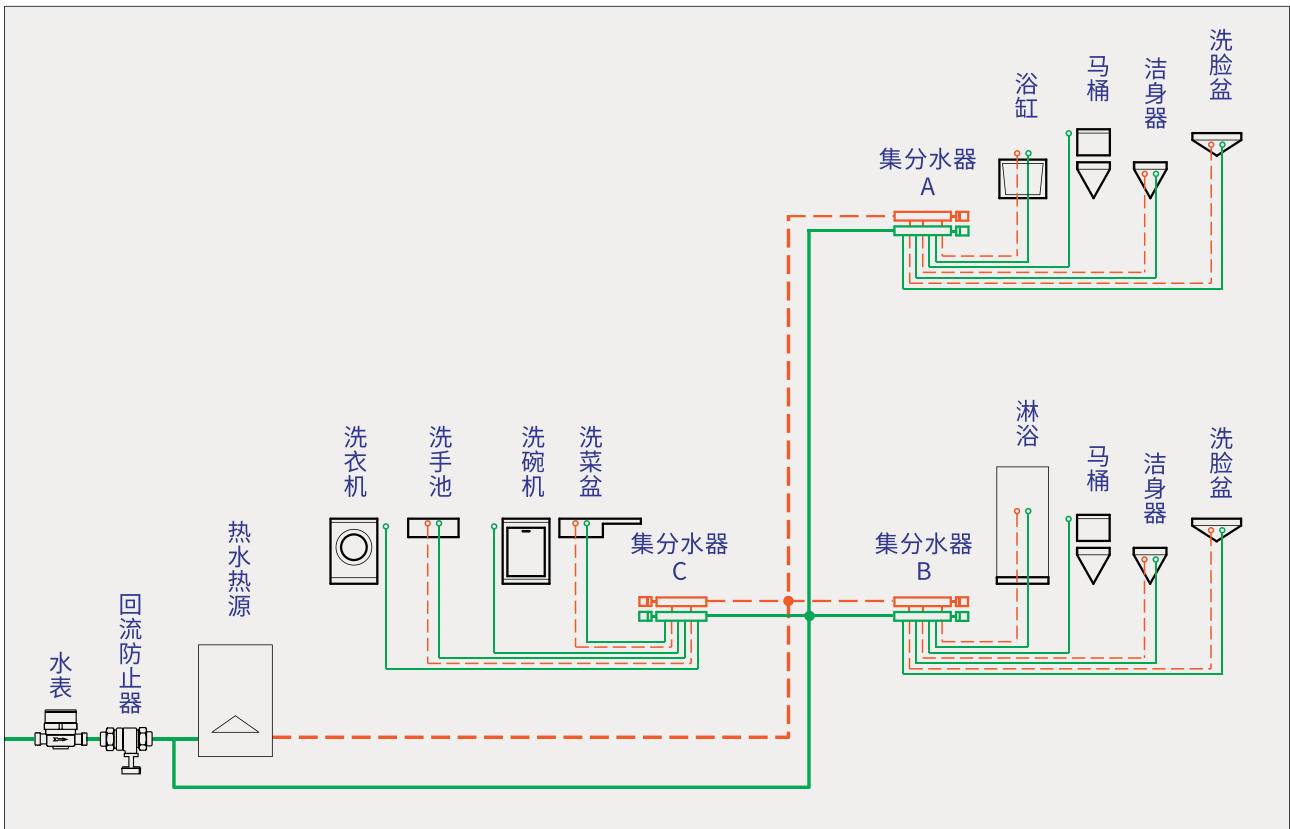 洗脸盆
马桶
洁身器
浴缸
集分水器
A
淋浴
洗脸盆
马桶
洁身器
洗衣机
洗手池
洗碗机
洗菜盆
集分水器
C
集分水器
B
热水热源
回流防止器
水表